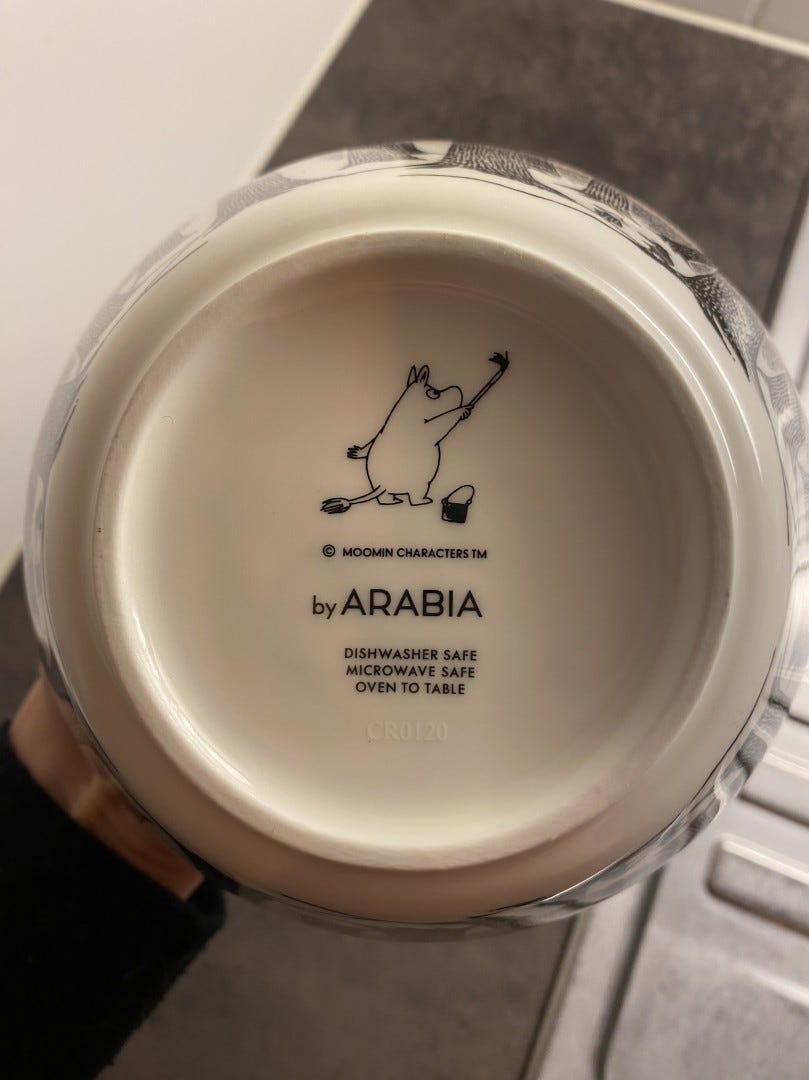 © MOOMIN CHARACTERS TM
by ARABIA
DISHWASHER SAFE
MICROWAVE SAFE
OVEN TO TABLE
CR0120